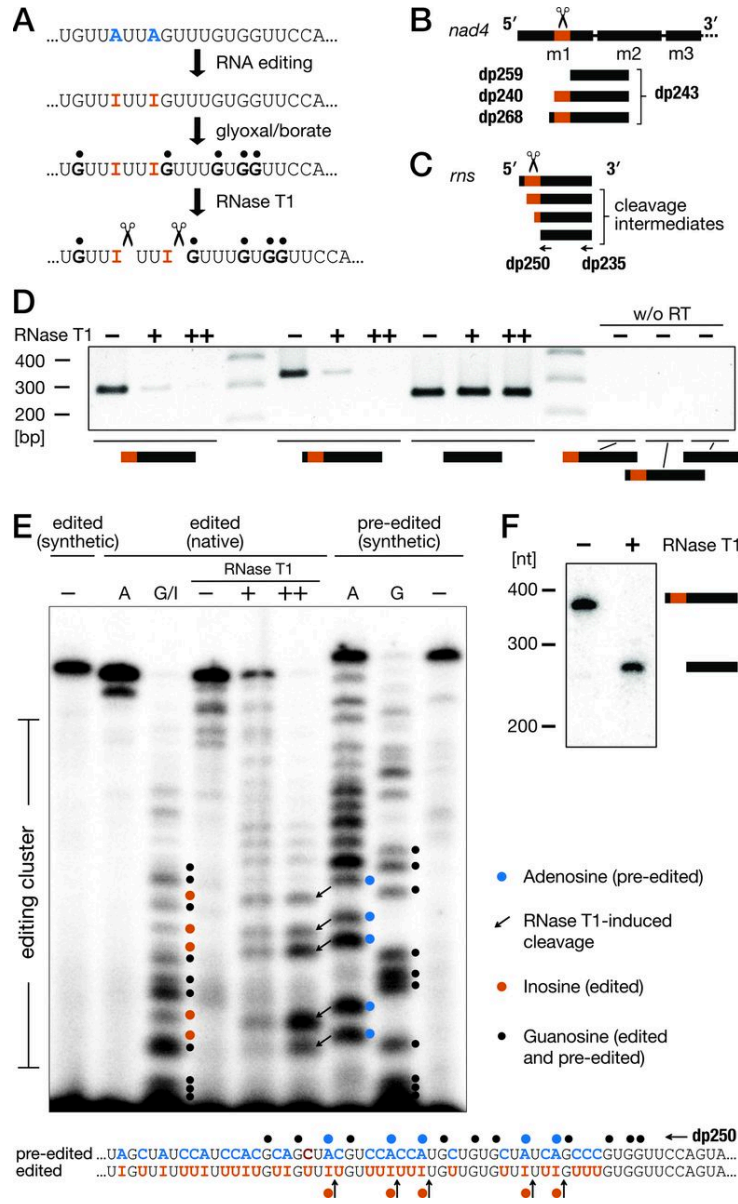 A
...UGUUAUUAGUUUGUGGUUCCA...
RNA editing
...UGUUIUUIGUUUGUGGUUCCA...
glyoxal/borate
...UGUUIUUIGUUUGUGGUUCCA...
RNase T1
...UGUUI UUI GUUUGUGGUUCCA...
B
nad4 5′ 3′
m1 m2 m3
dp259
dp240 dp243
dp268
C
rns 5′ 3′
cleavage
intermediates
dp250 dp235
D
w/o RT
RNase T1 − + ++ − + ++ − + ++ − − −
400
300
200
[bp]
E
edited
(synthetic)
edited
(native)
pre-edited
(synthetic)
RNase T1
− A G/I − + ++ A G −
editing cluster
F
[nt] − + RNase T1
400
300
200
Adenosine (pre-edited)
RNase T1-induced
cleavage
Inosine (edited)
Guanosine (edited
and pre-edited)
dp250
pre-edited ...UAGCUAUCCAUCCACGCAGCUACGUCCACCAUGCUGUGCUAUCAGCCCGUGGUUCCAGUA...
edited ...UIGUUIUUUIUUUIUGUIGUUIUGUUUIUUIUGUUGUGUUIUUIGUUUGUGGUUCCAGUA...